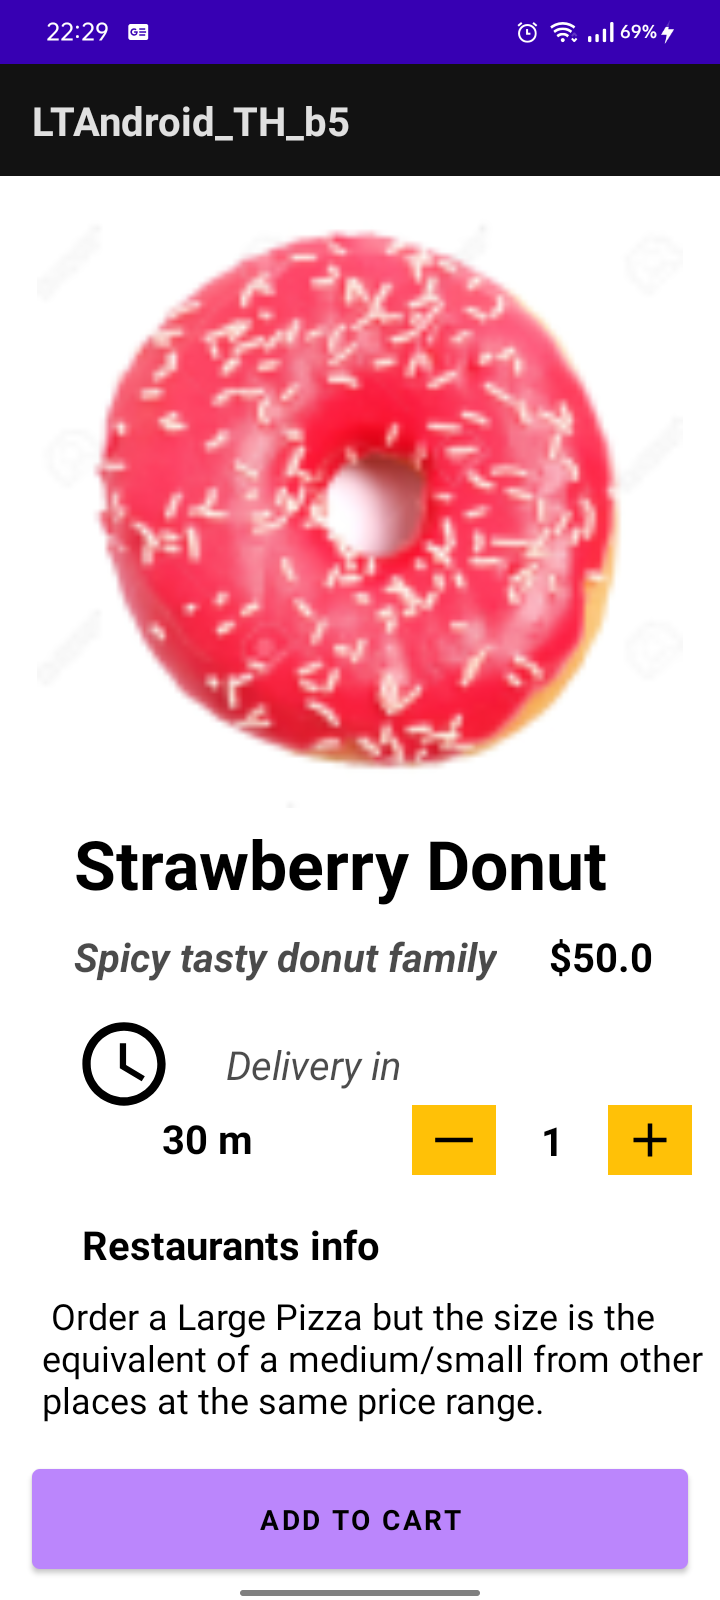 22:29 GE 69%
LTAndroid_TH_b5
Strawberry Donut
Spicy tasty donut family $50.0
Delivery in
30 m 1
Restaurants info
Order a Large Pizza but the size is the
equivalent of a medium/small from other
places at the same price range.
ADD TO CART